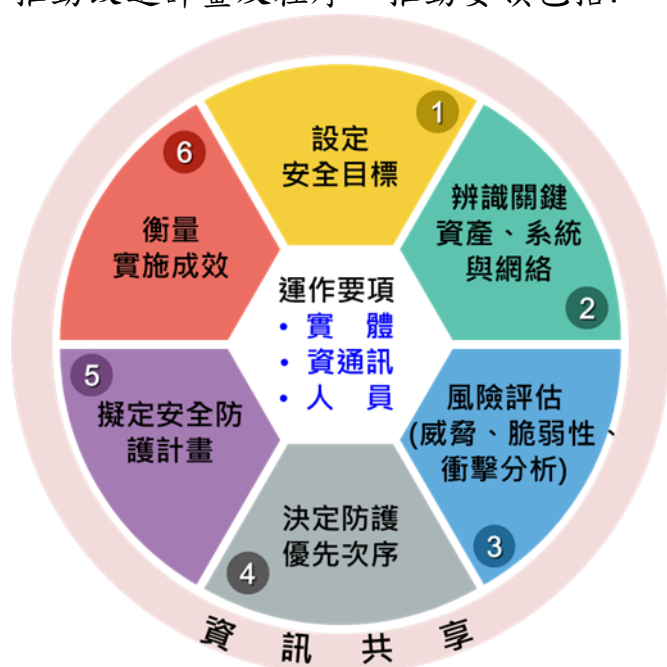 設定
安全目標
1
辨識關鍵
資產、系統
與網絡
2
風險評估
(威脅、脆弱性、
衝擊分析)
3
決定防護
優先次序
4
5
擬定安全防
護計畫
6
衡量
實施成效
運作要項
• 實 體
• 資通訊
• 人 員
資訊共享